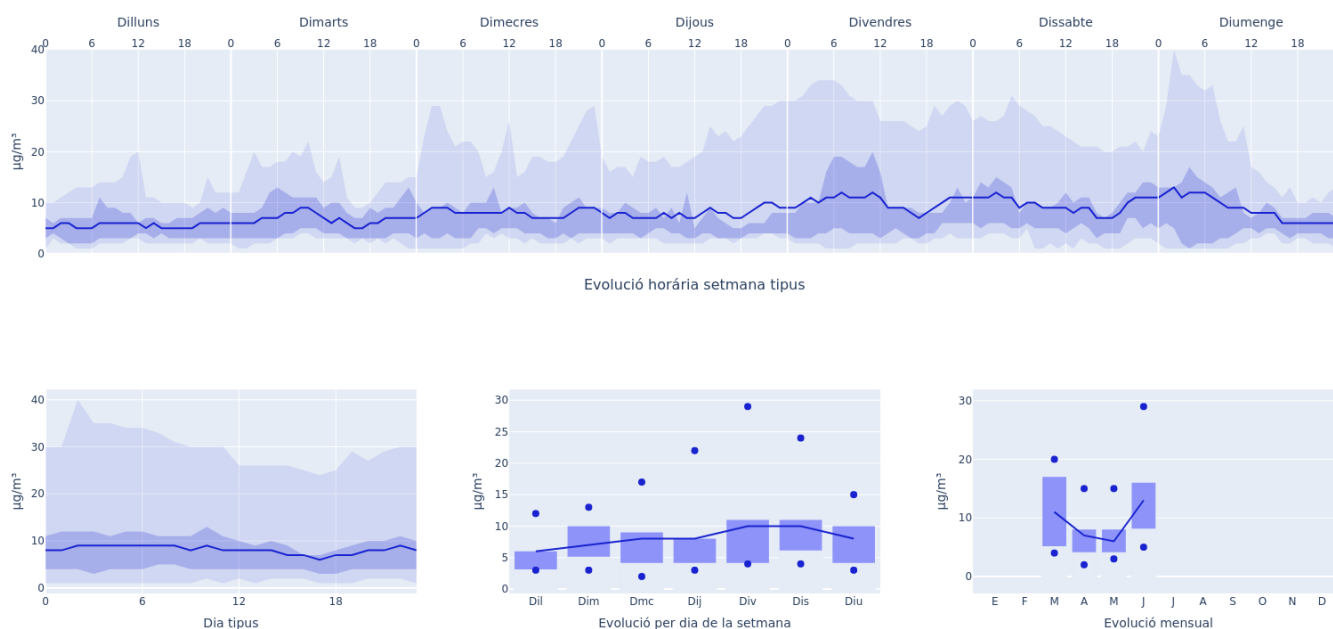 Dilluns Dimarts Dimecres Dijous Divendres Dissabte Diumenge
0 6 12 18 0 6 12 18 0 6 12 18 0 6 12 18 0 6 12 18 0 6 12 18 0 6 12 18
40
30
20
10
0
µg/m³
Evolució horária setmana tipus
40
30
20
10
0
µg/m³
0 6 12 18
Dia tipus
30
25
20
15
10
5
0
µg/m³
Dil Dim Dmc Dij Div Dis Diu
Evolució per dia de la setmana
30
20
10
0
µg/m³
E F M A M J J A S O N D
Evolució mensual